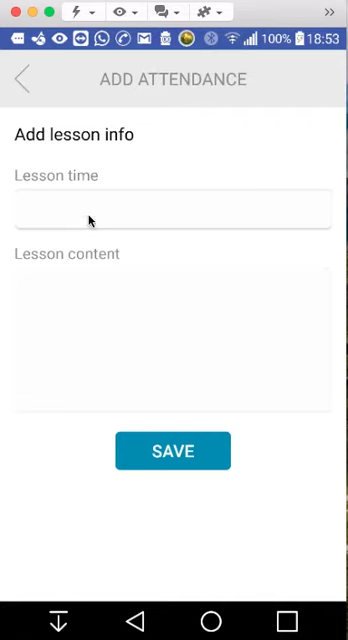 100% 18:53
ADD ATTENDANCE
Add lesson info
Lesson time
Lesson content
SAVE